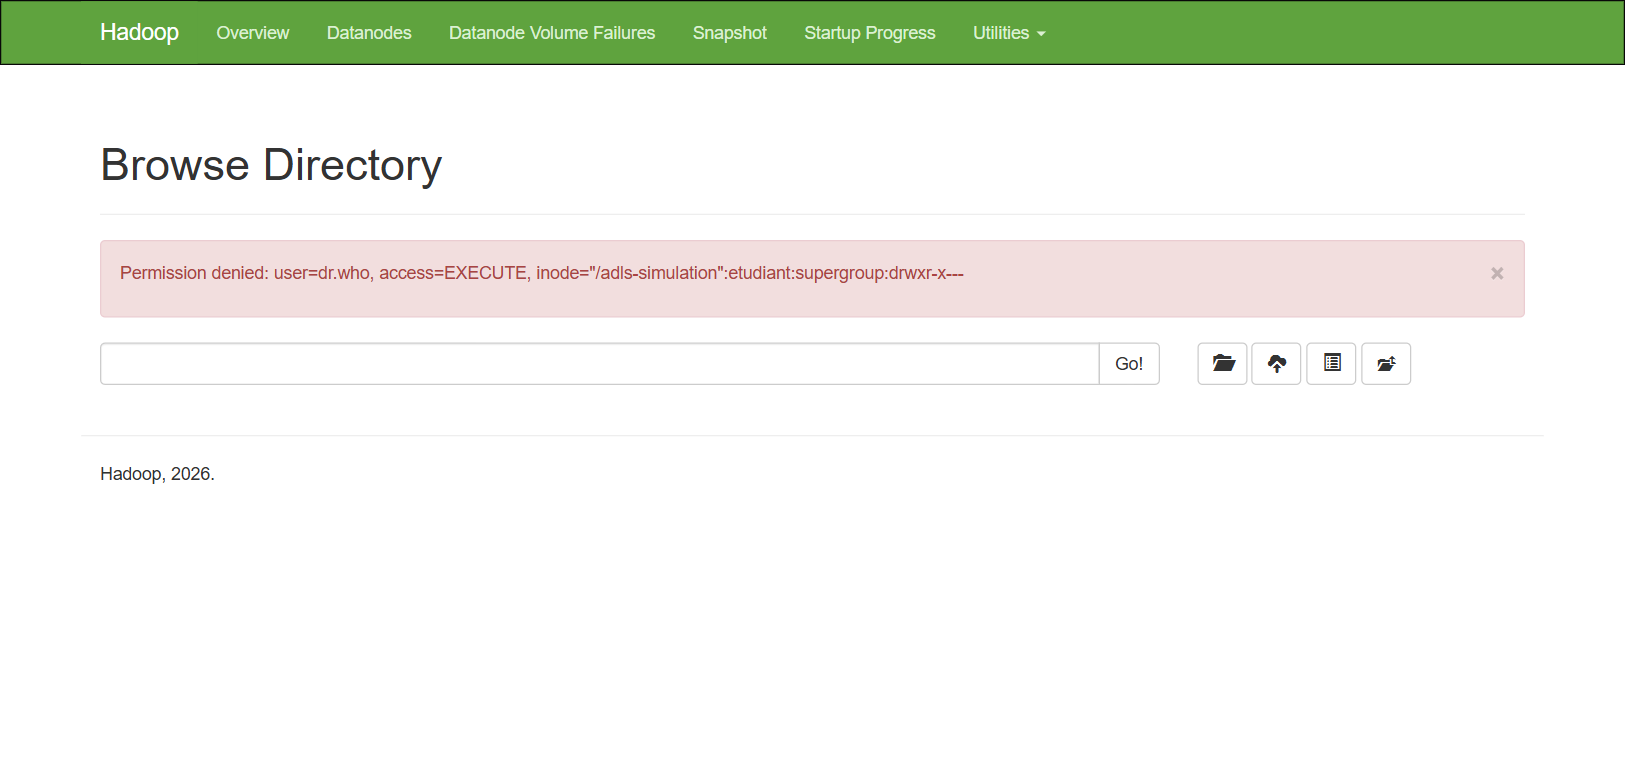 Hadoop Overview Datanodes Datanode Volume Failures Snapshot Startup Progress Utilities
Browse Directory
Permission denied: user=dr.who, access=EXECUTE, inode="/adls-simulation":etudiant:supergroup:drwxr-x---
×
Go!
Hadoop, 2026.